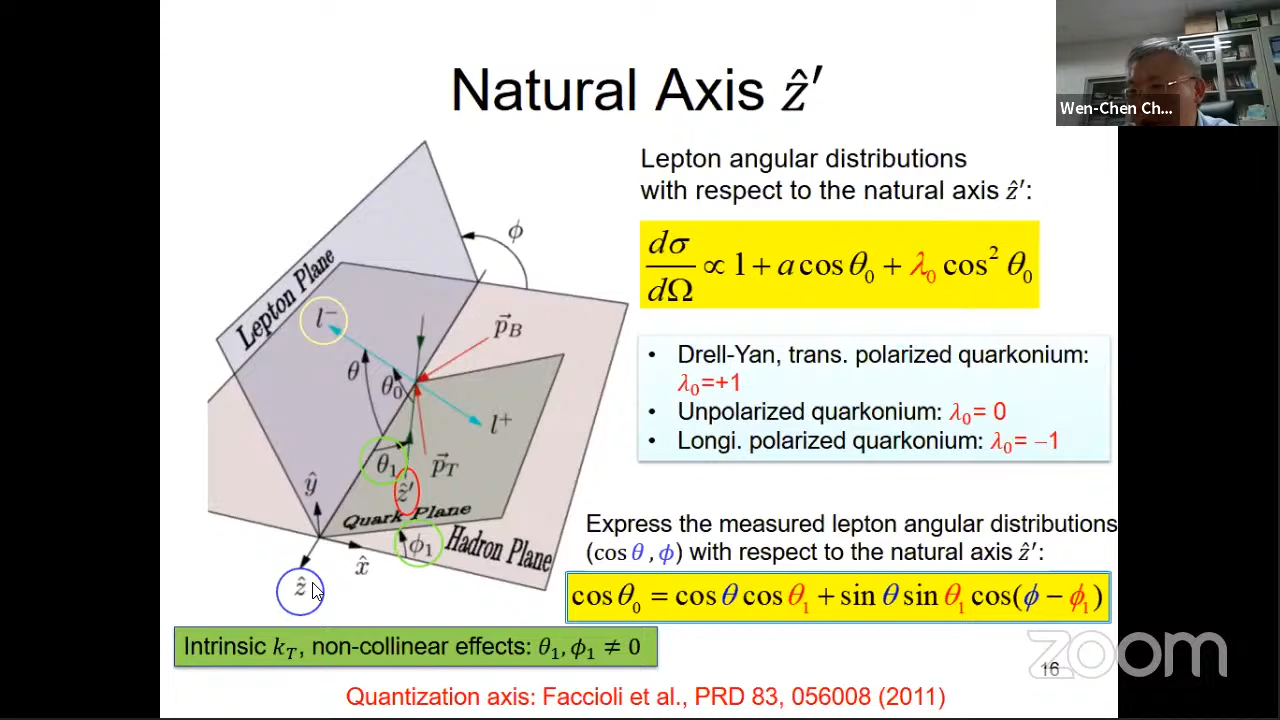 Natural Axis ẑ′
Wen-Chen Ch...
Lepton angular distributions
with respect to the natural axis ẑ′:
dσ/dΩ ∝ 1 + a cos θ₀ + λ₀ cos² θ₀
• Drell-Yan, trans. polarized quarkonium:
λ₀=+1
• Unpolarized quarkonium: λ₀= 0
• Longi. polarized quarkonium: λ₀= −1
Express the measured lepton angular distributions
(cos θ, ϕ) with respect to the natural axis ẑ′:
cos θ₀ = cos θ cos θ₁ + sin θ sin θ₁ cos(ϕ − ϕ₁)
Lepton Plane
ϕ
l⁻
p⃗B
θ
θ₀
l⁺
θ₁
p⃗T
ẑ′
ŷ
Quark Plane
Hadron Plane
ϕ₁
x̂
ẑ
Intrinsic kT, non-collinear effects: θ₁, ϕ₁ ≠ 0
zoom
16
Quantization axis: Faccioli et al., PRD 83, 056008 (2011)